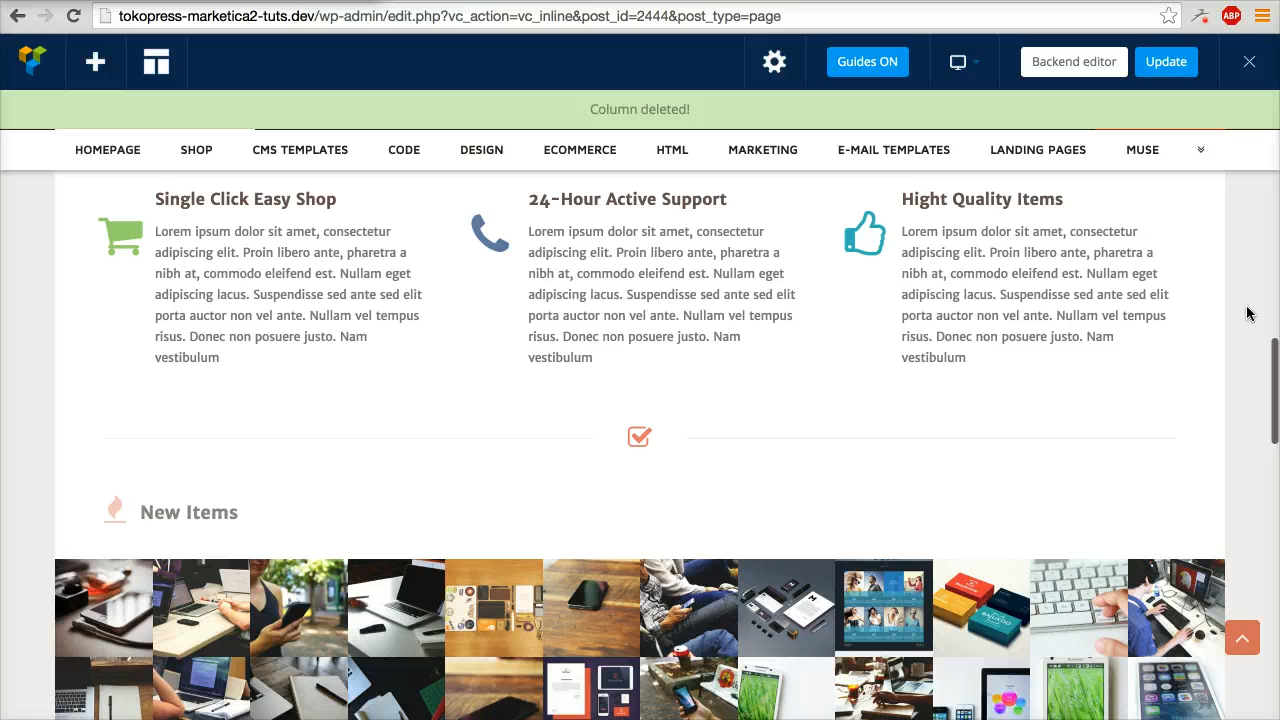 tokopress-marketica2-tuts.dev/wp-admin/edit.php?vc_action=vc_inline&post_id=2444&post_type=page
ABP
Guides ON
Backend editor
Update
Column deleted!
HOMEPAGE SHOP CMS TEMPLATES CODE DESIGN ECOMMERCE HTML MARKETING E-MAIL TEMPLATES LANDING PAGES MUSE
Single Click Easy Shop
Lorem ipsum dolor sit amet, consectetur
adipiscing elit. Proin libero ante, pharetra a
nibh at, commodo eleifend est. Nullam eget
adipiscing lacus. Suspendisse sed ante sed elit
porta auctor non vel ante. Nullam vel tempus
risus. Donec non posuere justo. Nam
vestibulum
24-Hour Active Support
Lorem ipsum dolor sit amet, consectetur
adipiscing elit. Proin libero ante, pharetra a
nibh at, commodo eleifend est. Nullam eget
adipiscing lacus. Suspendisse sed ante sed elit
porta auctor non vel ante. Nullam vel tempus
risus. Donec non posuere justo. Nam
vestibulum
Hight Quality Items
Lorem ipsum dolor sit amet, consectetur
adipiscing elit. Proin libero ante, pharetra a
nibh at, commodo eleifend est. Nullam eget
adipiscing lacus. Suspendisse sed ante sed elit
porta auctor non vel ante. Nullam vel tempus
risus. Donec non posuere justo. Nam
vestibulum
New Items